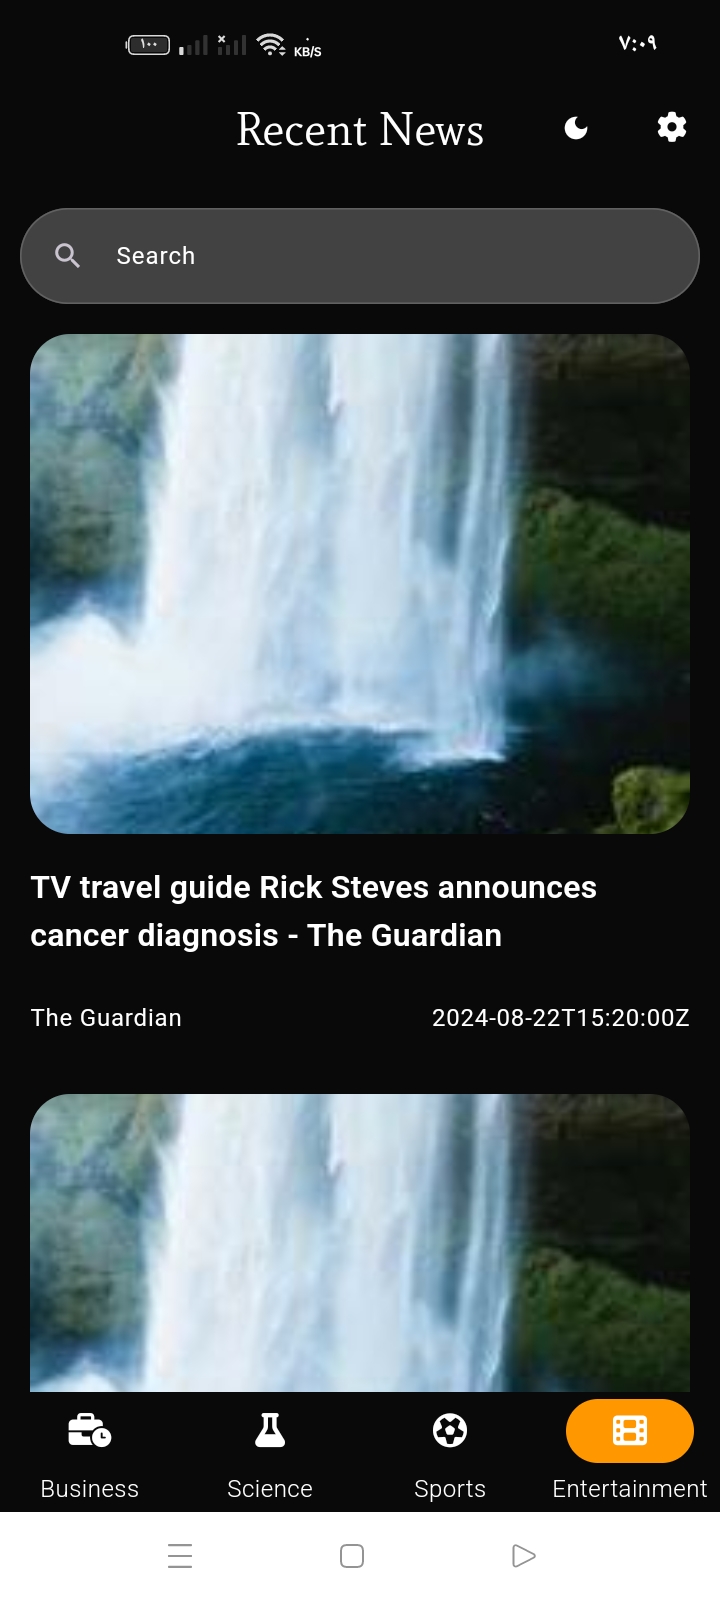 ١٠٠
KB/S
٧:٠٩
Recent News
Search
TV travel guide Rick Steves announces
cancer diagnosis - The Guardian
The Guardian
2024-08-22T15:20:00Z
Business
Science
Sports
Entertainment